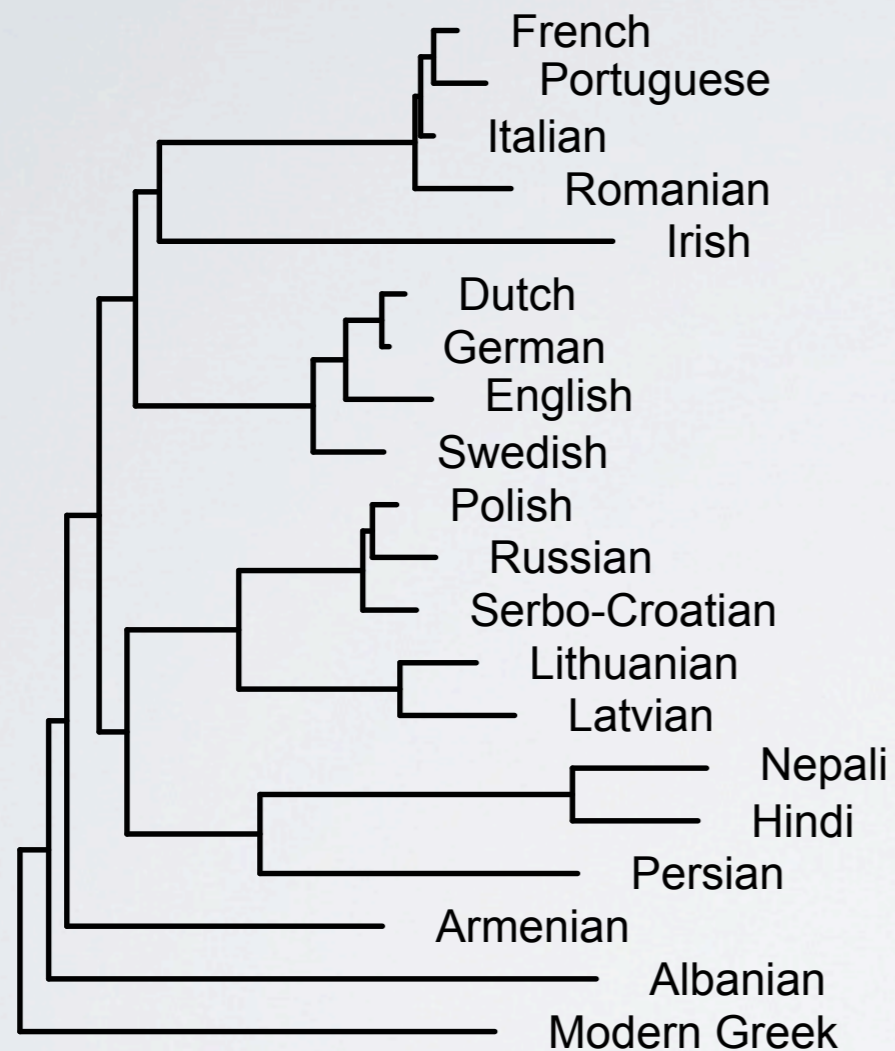 French
Portuguese
Italian
Romanian
Irish
Dutch
German
English
Swedish
Polish
Russian
Serbo-Croatian
Lithuanian
Latvian
Nepali
Hindi
Persian
Armenian
Albanian
Modern Greek